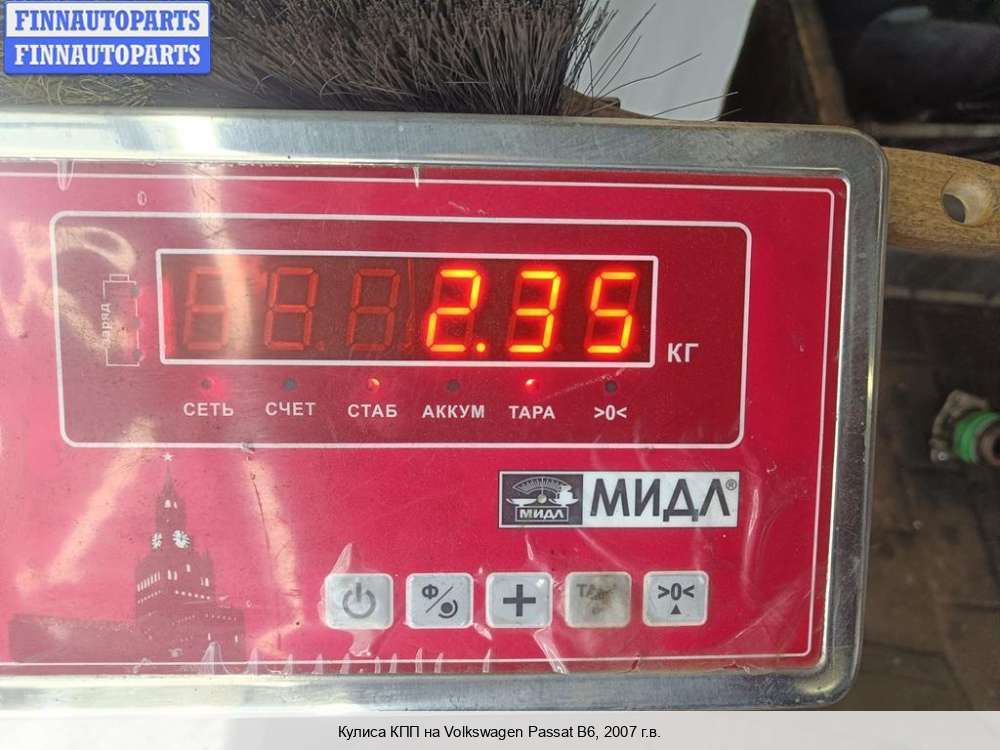 FINNAUTOPARTS
FINNAUTOPARTS
2.35
КГ
СЕТЬ СЧЕТ СТАБ АККУМ ТАРА >0<
МИДЛ МИДЛ®
Ф + >0<
Кулиса КПП на Volkswagen Passat B6, 2007 г.в.